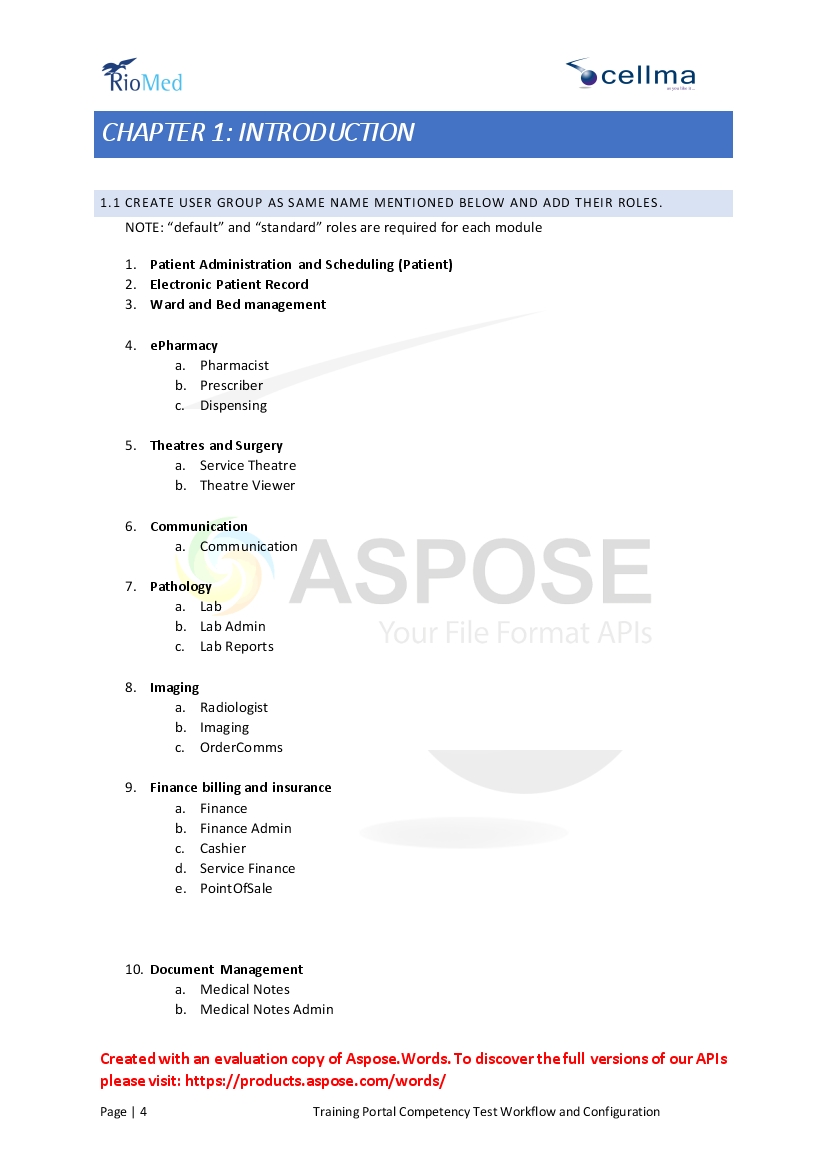 RioMed
cellma
as you like it...
CHAPTER 1: INTRODUCTION
1.1 CREATE USER GROUP AS SAME NAME MENTIONED BELOW AND ADD THEIR ROLES.
NOTE: “default” and “standard” roles are required for each module
1. Patient Administration and Scheduling (Patient)
2. Electronic Patient Record
3. Ward and Bed management
4. ePharmacy
a. Pharmacist
b. Prescriber
c. Dispensing
5. Theatres and Surgery
a. Service Theatre
b. Theatre Viewer
6. Communication
a. Communication
ASPOSE
Your File Format APIs
7. Pathology
a. Lab
b. Lab Admin
c. Lab Reports
8. Imaging
a. Radiologist
b. Imaging
c. OrderComms
9. Finance billing and insurance
a. Finance
b. Finance Admin
c. Cashier
d. Service Finance
e. PointOfSale
10. Document Management
a. Medical Notes
b. Medical Notes Admin
Created with an evaluation copy of Aspose.Words. To discover the full versions of our APIs
please visit: https://products.aspose.com/words/
Page | 4 Training Portal Competency Test Workflow and Configuration